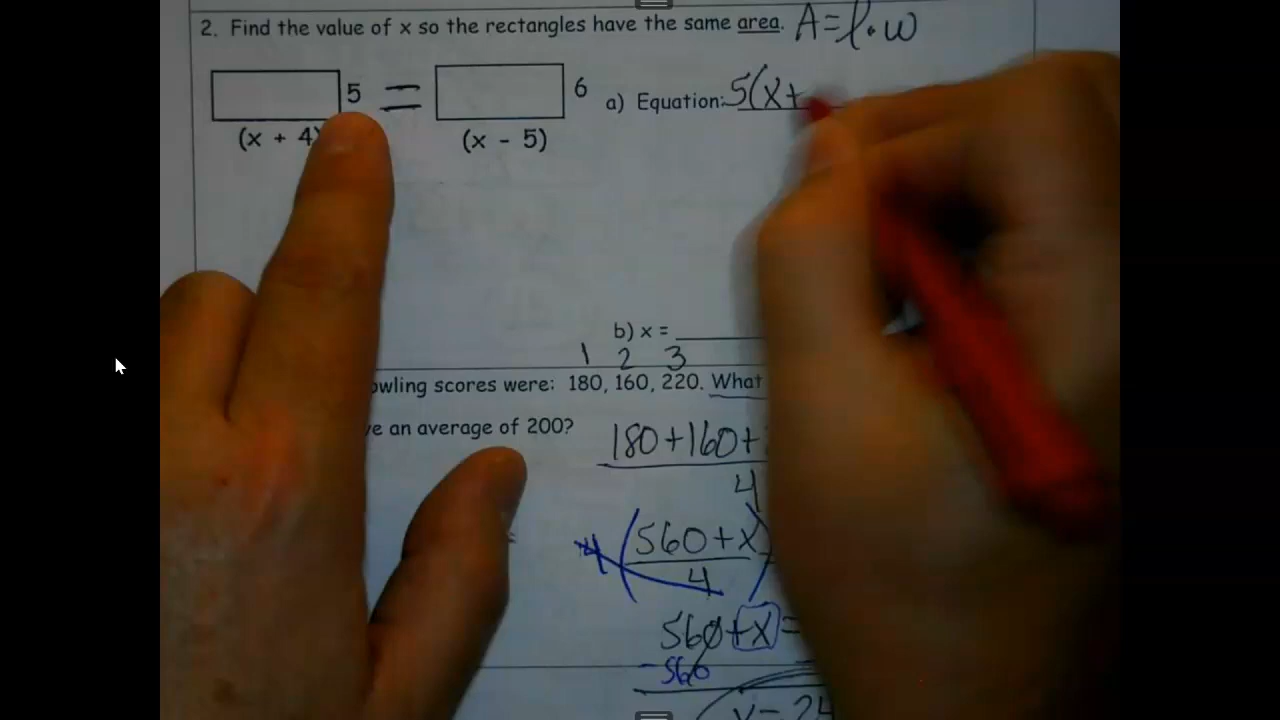 2. Find the value of x so the rectangles have the same area. A = l · w
5 = 6
a) Equation: 5(x+
(x + 4) (x - 5)
b) x =
1 2 3
owling scores were: 180, 160, 220. What
e an average of 200?
180+160+
4
4(560+x)
4
560+x=
-560
x = 24